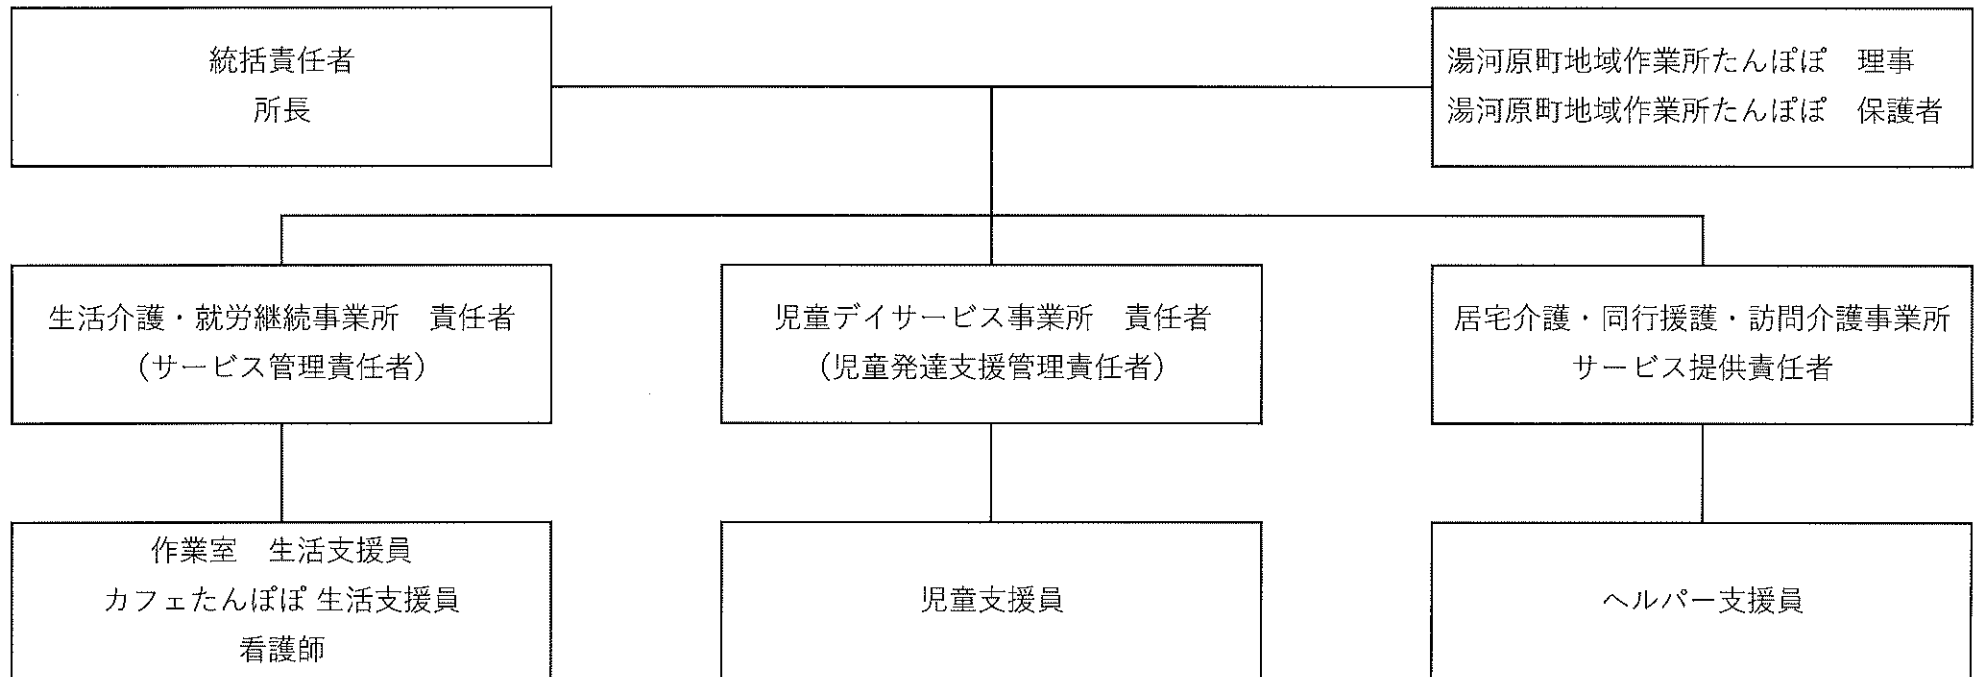 統括責任者
所長
湯河原町地域作業所たんぽぽ　理事
湯河原町地域作業所たんぽぽ　保護者
生活介護・就労継続事業所　責任者
（サービス管理責任者）
児童デイサービス事業所　責任者
（児童発達支援管理責任者）
居宅介護・同行援護・訪問介護事業所
サービス提供責任者
作業室　生活支援員
カフェたんぽぽ 生活支援員
看護師
児童支援員
ヘルパー支援員